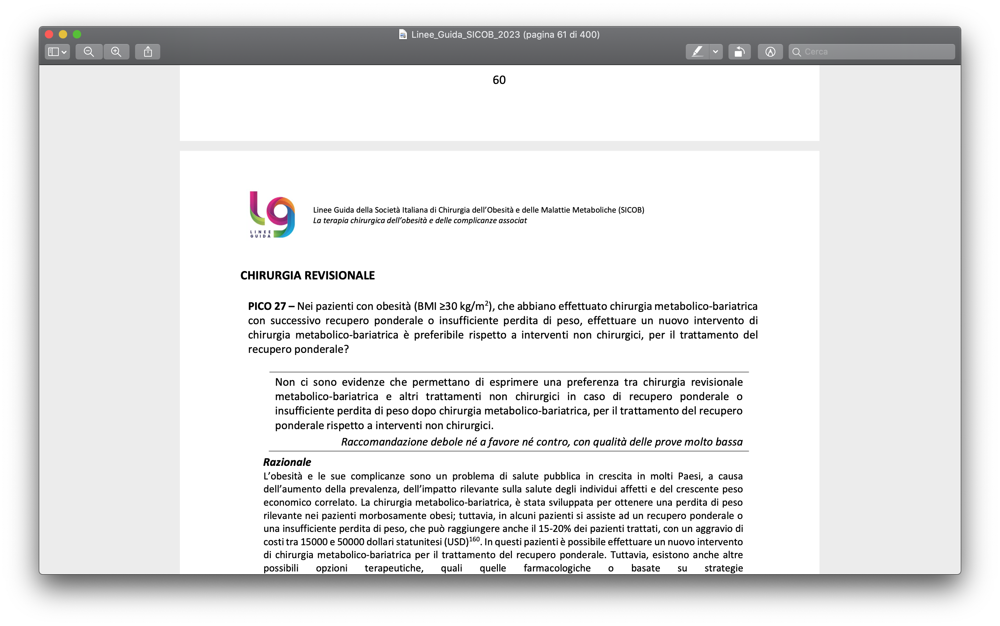 Linee_Guida_SICOB_2023 (pagina 61 di 400)
Cerca
60
LINEE
GUIDA
Linee Guida della Società Italiana di Chirurgia dell’Obesità e delle Malattie Metaboliche (SICOB)
La terapia chirurgica dell’obesità e delle complicanze associat
CHIRURGIA REVISIONALE
PICO 27 – Nei pazienti con obesità (BMI ≥30 kg/m²), che abbiano effettuato chirurgia metabolico-bariatrica
con successivo recupero ponderale o insufficiente perdita di peso, effettuare un nuovo intervento di
chirurgia metabolico-bariatrica è preferibile rispetto a interventi non chirurgici, per il trattamento del
recupero ponderale?
Non ci sono evidenze che permettano di esprimere una preferenza tra chirurgia revisionale
metabolico-bariatrica e altri trattamenti non chirurgici in caso di recupero ponderale o
insufficiente perdita di peso dopo chirurgia metabolico-bariatrica, per il trattamento del recupero
ponderale rispetto a interventi non chirurgici.
Raccomandazione debole né a favore né contro, con qualità delle prove molto bassa
Razionale
L’obesità e le sue complicanze sono un problema di salute pubblica in crescita in molti Paesi, a causa
dell’aumento della prevalenza, dell’impatto rilevante sulla salute degli individui affetti e del crescente peso
economico correlato. La chirurgia metabolico-bariatrica, è stata sviluppata per ottenere una perdita di peso
rilevante nei pazienti morbosamente obesi; tuttavia, in alcuni pazienti si assiste ad un recupero ponderale o
una insufficiente perdita di peso, che può raggiungere anche il 15-20% dei pazienti trattati, con un aggravio di
costi tra 15000 e 50000 dollari statunitesi (USD)¹⁶⁰. In questi pazienti è possibile effettuare un nuovo intervento
di chirurgia metabolico-bariatrica per il trattamento del recupero ponderale. Tuttavia, esistono anche altre
possibili opzioni terapeutiche, quali quelle farmacologiche o basate su strategie